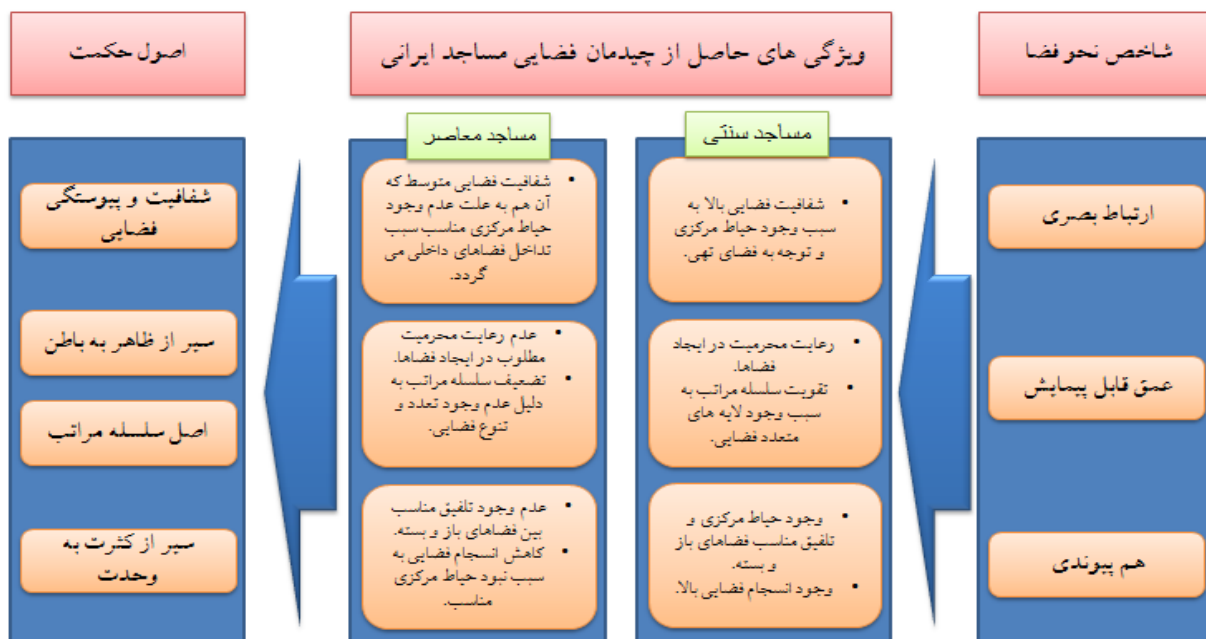 شاخص نحو فضا
ویژگی های حاصل از چیدمان فضایی مساجد ایرانی
اصول حکمت
ارتباط بصری
عمق قابل پیمایش
هم پیوندی
مساجد سنتی
• شفافیت فضایی بالا به
سبب وجود حیاط مرکزی
و توجه به فضای تهی.
• رعایت محرمیت در ایجاد
فضاها.
• تقویت سلسله مراتب به
سبب وجود لایه های
متعدد فضایی.
• وجود حیاط مرکزی و
تلفیق مناسب فضاهای باز
و بسته.
• وجود انسجام فضایی بالا.
مساجد معاصر
• شفافیت فضایی متوسط که
آن هم به علت عدم وجود
حیاط مرکزی مناسب سبب
تداخل فضاهای داخلی می
گردد.
• عدم رعایت محرمیت
مطلوب در ایجاد فضاها.
• تضعیف سلسله مراتب به
دلیل عدم وجود تعدد و
تنوع فضایی.
• عدم وجود تلفیق مناسب
بین فضاهای باز و بسته.
• کاهش انسجام فضایی به
سبب نبود حیاط مرکزی
مناسب.
شفافیت و پیوستگی
فضایی
سیر از ظاهر به باطن
اصل سلسله مراتب
سیر از کثرت به
وحدت